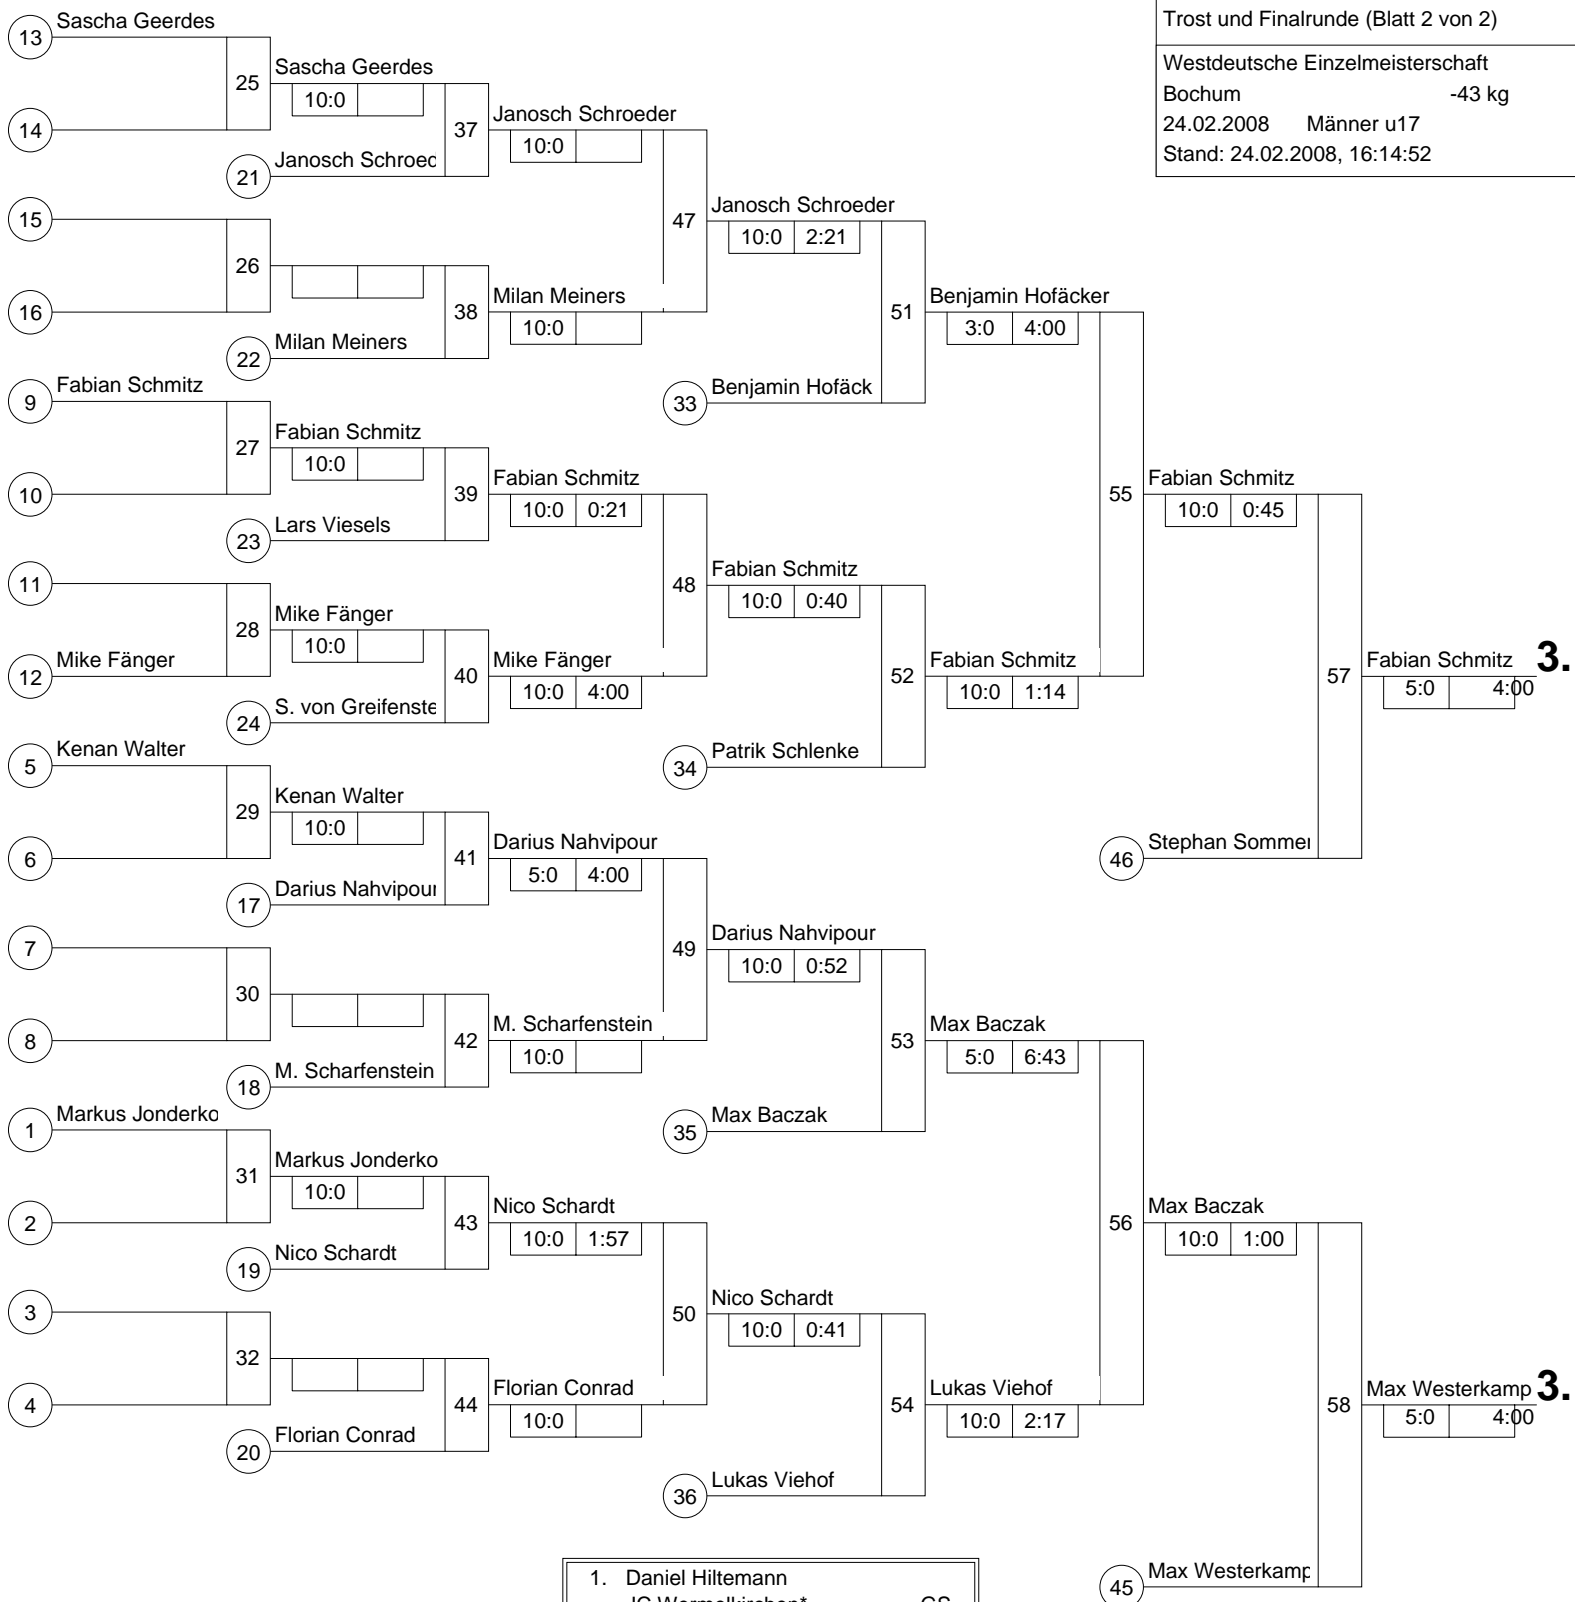 Trost und Finalrunde (Blatt 2 von 2)
Westdeutsche Einzelmeisterschaft
Bochum -43 kg
24.02.2008 Männer u17
Stand: 24.02.2008, 16:14:52
13 Sascha Geerdes
25 Sascha Geerdes
10:0
14
37 Janosch Schroeder
10:0
21 Janosch Schroec
15
47 Janosch Schroeder
10:0 2:21
26
16
38 Milan Meiners
10:0
22 Milan Meiners
51 Benjamin Hofäcker
3:0 4:00
33 Benjamin Hofäck
9 Fabian Schmitz
27 Fabian Schmitz
10:0
10
39 Fabian Schmitz
10:0 0:21
23 Lars Viesels
55 Fabian Schmitz
10:0 0:45
11
48 Fabian Schmitz
10:0 0:40
28 Mike Fänger
10:0
12 Mike Fänger
40 Mike Fänger
10:0 4:00
24 S. von Greifenste
52 Fabian Schmitz
10:0 1:14
57 Fabian Schmitz 3.
5:0 4:00
34 Patrik Schlenke
5 Kenan Walter
29 Kenan Walter
10:0
6
41 Darius Nahvipour
5:0 4:00
46 Stephan Sommer
17 Darius Nahvipour
7
49 Darius Nahvipour
10:0 0:52
30
8
42 M. Scharfenstein
10:0
18 M. Scharfenstein
53 Max Baczak
5:0 6:43
35 Max Baczak
1 Markus Jonderko
31 Markus Jonderko
10:0
2
43 Nico Schardt
10:0 1:57
19 Nico Schardt
56 Max Baczak
10:0 1:00
3
50 Nico Schardt
10:0 0:41
32
4
44 Florian Conrad
10:0
20 Florian Conrad
54 Lukas Viehof
10:0 2:17
58 Max Westerkamp 3.
5:0 4:00
36 Lukas Viehof
45 Max Westerkamp
1. Daniel Hiltemann
JC Wermelkirchen* GS